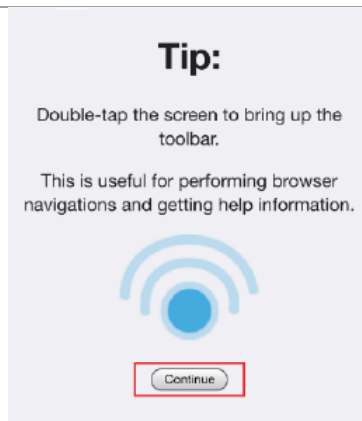 Tip:
Double-tap the screen to bring up the
toolbar.
This is useful for performing browser
navigations and getting help information.
Continue